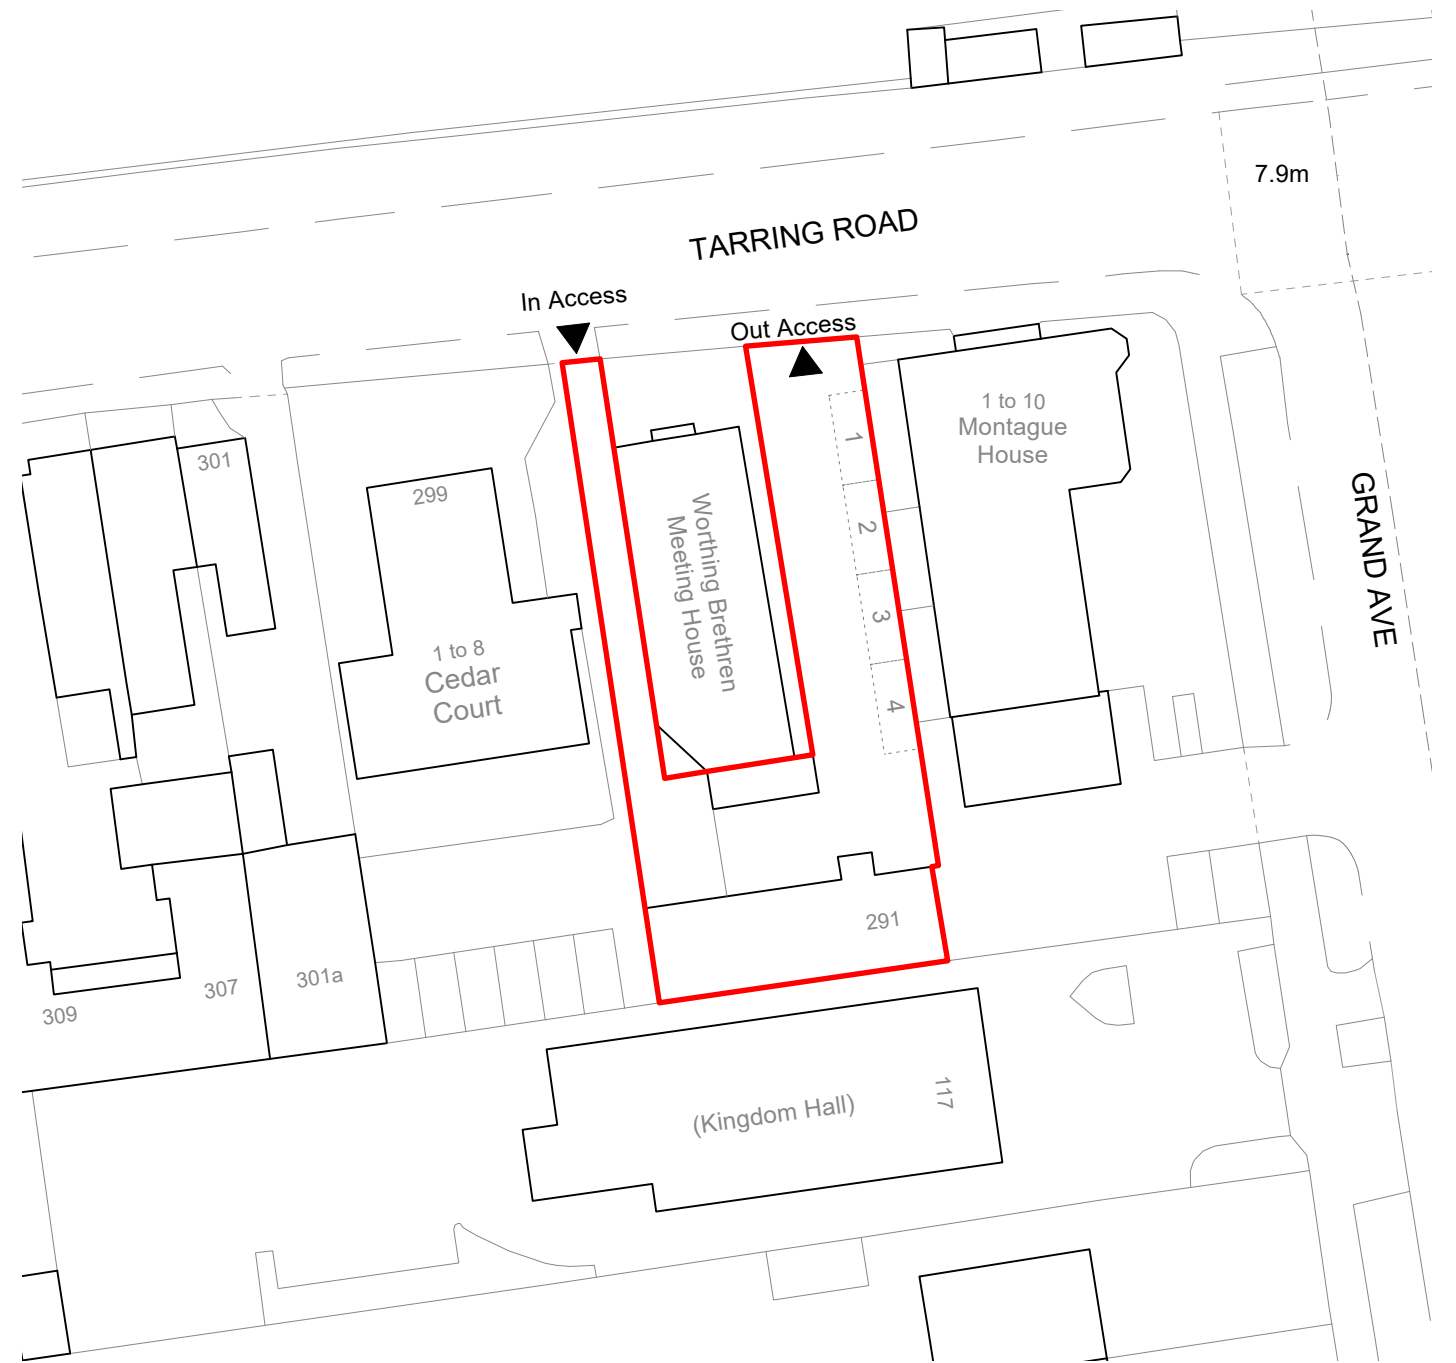 7.9m
TARRING ROAD
In Access
Out Access
1 to 10
Montague
House
301
299
1
2
3
4
Worthing Brethren
Meeting House
GRAND AVE
1 to 8
Cedar
Court
291
301a
307
309
117
(Kingdom Hall)